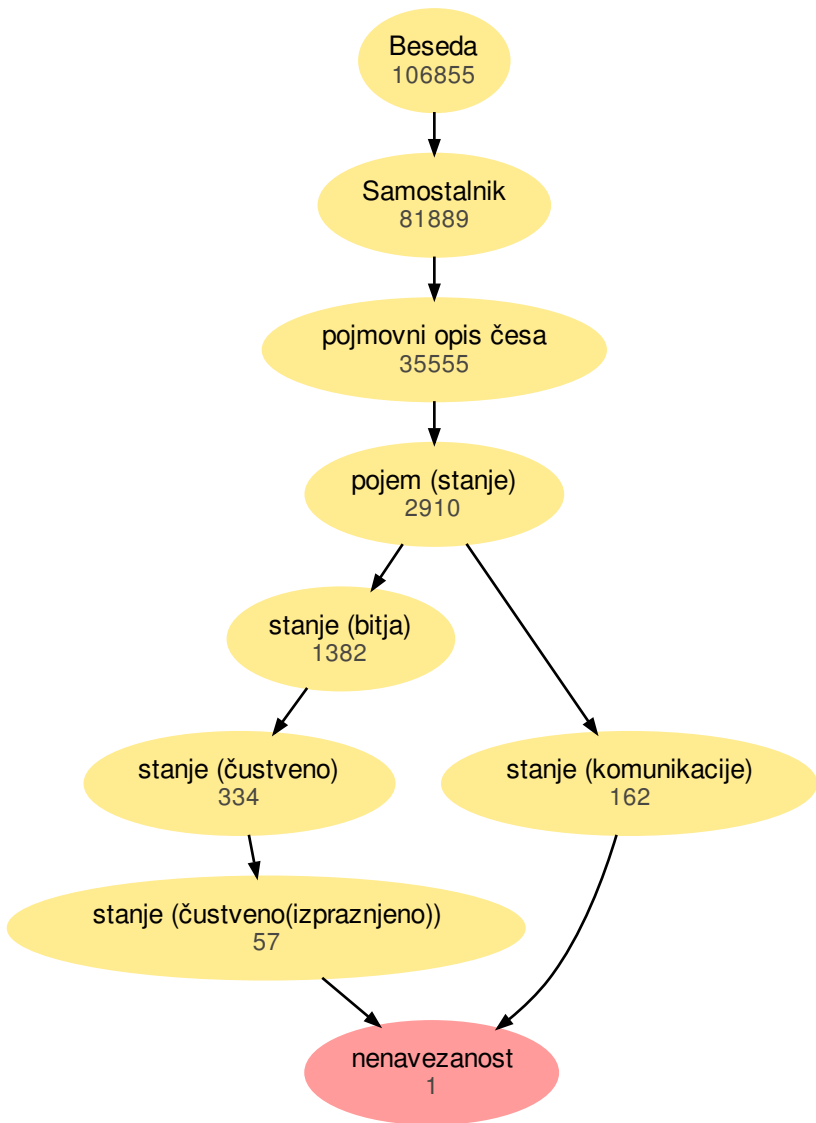 Beseda
106855
Samostalnik
81889
pojmovni opis česa
35555
pojem (stanje)
2910
stanje (bitja)
1382
stanje (čustveno)
334
stanje (komunikacije)
162
stanje (čustveno(izpraznjeno))
57
nenavezanost
1